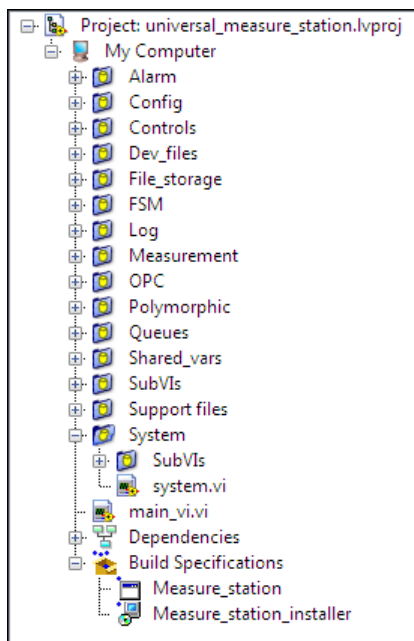 Project: universal_measure_station.lvproj
My Computer
Alarm
Config
Controls
Dev_files
File_storage
FSM
Log
Measurement
OPC
Polymorphic
Queues
Shared_vars
SubVIs
Support files
System
SubVIs
system.vi
main_vi.vi
Dependencies
Build Specifications
Measure_station
Measure_station_installer